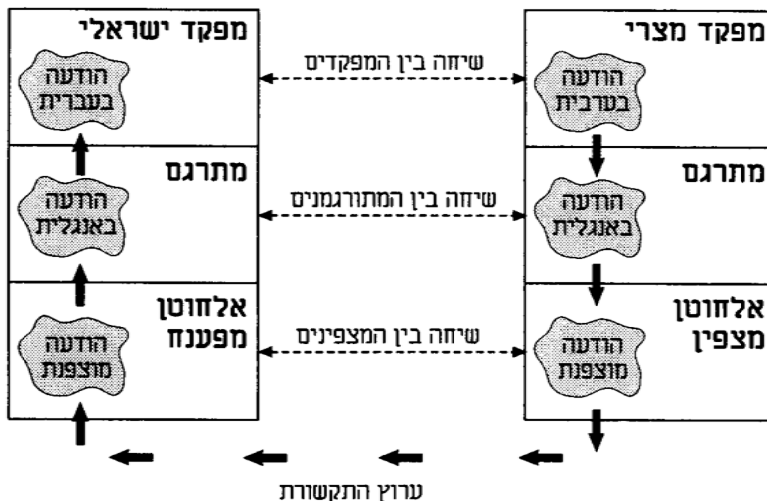 מפקד מצרי
הודעה
בערבית
מתרגם
הודעה
באנגלית
אלחוטן
מצפין
הודעה
מוצפנת
שיחה בין המפקדים
שיחה בין המתורגמנים
שיחה בין המצפינים
מפקד ישראלי
הודעה
בעברית
מתרגם
הודעה
באנגלית
אלחוטן
מפענח
הודעה
מוצפנת
ערוץ התקשורת